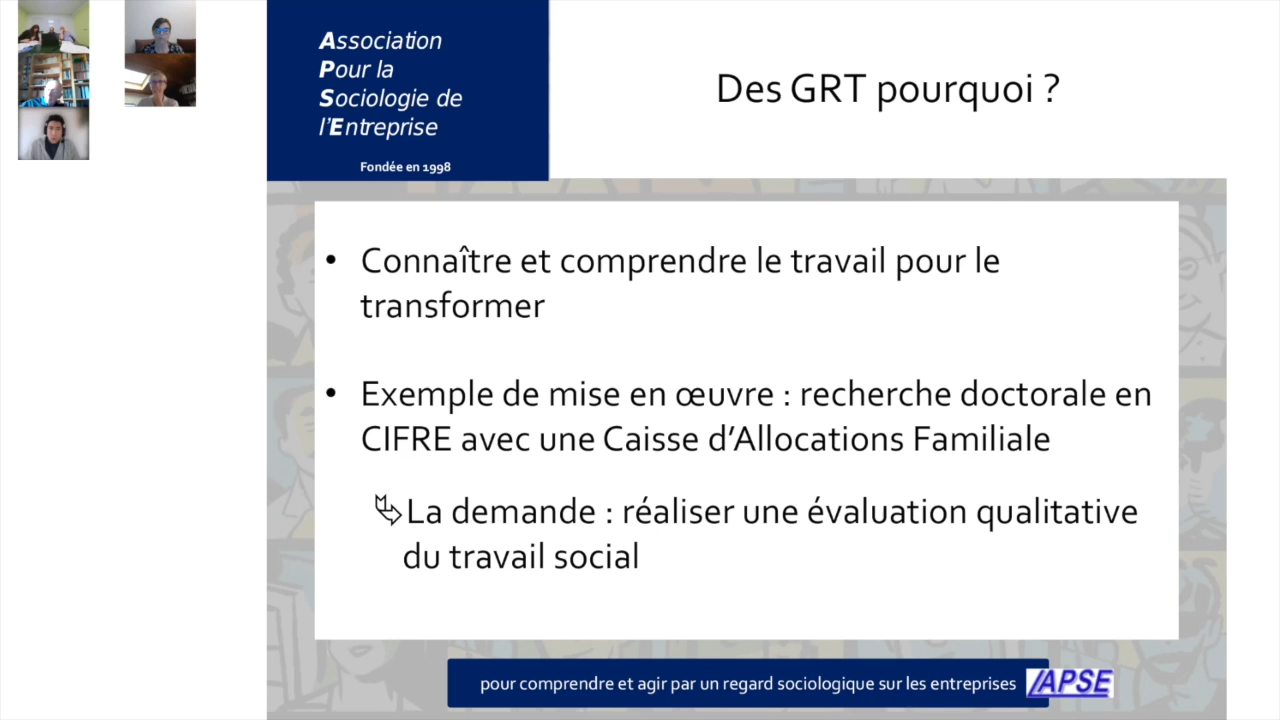 Association
Pour la
Sociologie de
l'Entreprise
Fondée en 1998
Des GRT pourquoi ?
• Connaître et comprendre le travail pour le
transformer
• Exemple de mise en œuvre : recherche doctorale en
CIFRE avec une Caisse d'Allocations Familiale
La demande : réaliser une évaluation qualitative
du travail social
pour comprendre et agir par un regard sociologique sur les entreprises
APSE